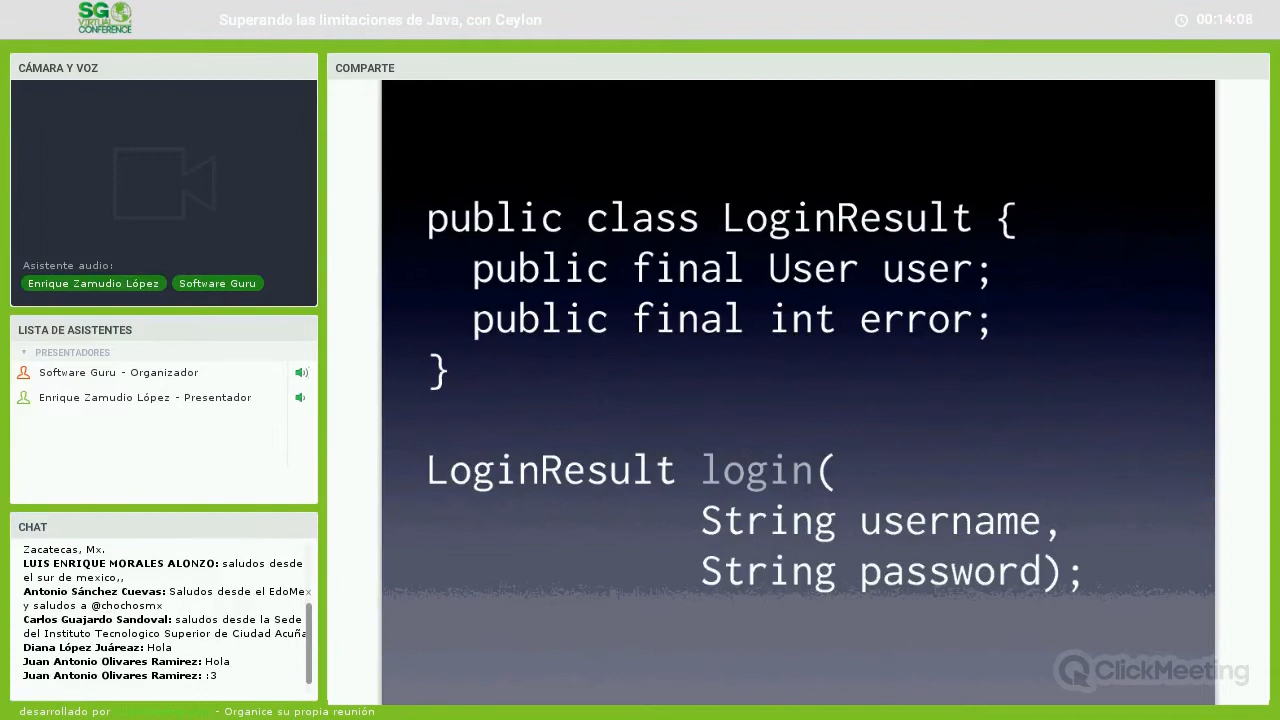 SG
VIRTUAL
CONFERENCE
Superando las limitaciones de Java, con Ceylon
00:14:08
CÁMARA Y VOZ
Asistente audio:
Enrique Zamudio López
Software Guru
LISTA DE ASISTENTES
PRESENTADORES
Software Guru - Organizador
Enrique Zamudio López - Presentador
CHAT
Zacatecas, Mx.
LUIS ENRIQUE MORALES ALONZO: saludos desde
el sur de mexico,,
Antonio Sánchez Cuevas: Saludos desde el EdoMex
y saludos a @chochosmx
Carlos Guajardo Sandoval: saludos desde la Sede
del Instituto Tecnologico Superior de Ciudad Acuña
Diana López Juáreaz: Hola
Juan Antonio Olivares Ramirez: Hola
Juan Antonio Olivares Ramirez: :3
desarrollado por - Organice su propia reunión
COMPARTE
public class LoginResult {
public final User user;
public final int error;
}
LoginResult login(
String username,
String password);
ClickMeeting